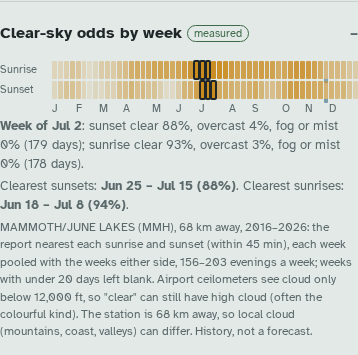 Clear-sky odds by week measured –
Sunrise
Sunset
J F M A M J J A S O N D
Week of Jul 2: sunset clear 88%, overcast 4%, fog or mist
0% (179 days); sunrise clear 93%, overcast 3%, fog or mist
0% (178 days).
Clearest sunsets: Jun 25 – Jul 15 (88%). Clearest sunrises:
Jun 18 – Jul 8 (94%).
MAMMOTH/JUNE LAKES (MMH), 68 km away, 2016–2026: the
report nearest each sunrise and sunset (within 45 min), each week
pooled with the weeks either side, 156–203 evenings a week; weeks
with under 20 days left blank. Airport ceilometers see cloud only
below 12,000 ft, so "clear" can still have high cloud (often the
colourful kind). The station is 68 km away, so local cloud
(mountains, coast, valleys) can differ. History, not a forecast.